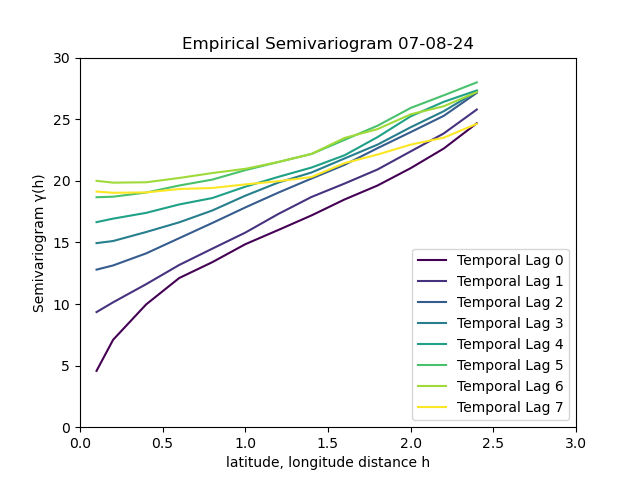 Empirical Semivariogram 07-08-24
30
25
20
15
10
5
0
Semivariogram γ(h)
0.0 0.5 1.0 1.5 2.0 2.5 3.0
latitude, longitude distance h
Temporal Lag 0
Temporal Lag 1
Temporal Lag 2
Temporal Lag 3
Temporal Lag 4
Temporal Lag 5
Temporal Lag 6
Temporal Lag 7